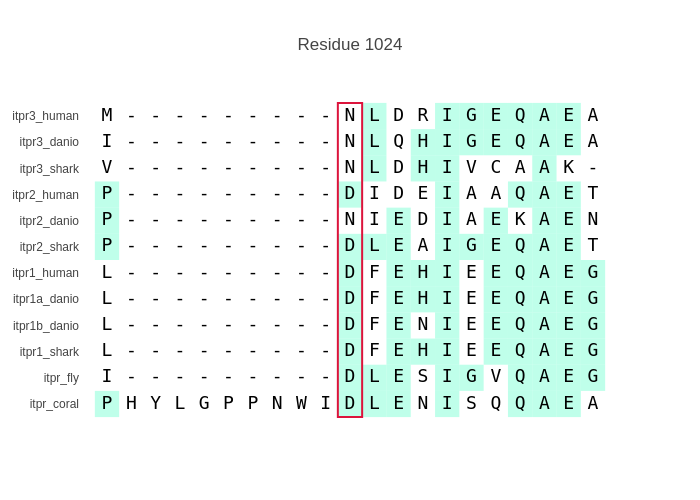 Residue 1024
itpr3_human M - - - - - - - - - N L D R I G E Q A E A
itpr3_danio I - - - - - - - - - N L Q H I G E Q A E A
itpr3_shark V - - - - - - - - - N L D H I V C A A K -
itpr2_human P - - - - - - - - - D I D E I A A Q A E T
itpr2_danio P - - - - - - - - - N I E D I A E K A E N
itpr2_shark P - - - - - - - - - D L E A I G E Q A E T
itpr1_human L - - - - - - - - - D F E H I E E Q A E G
itpr1a_danio L - - - - - - - - - D F E H I E E Q A E G
itpr1b_danio L - - - - - - - - - D F E N I E E Q A E G
itpr1_shark L - - - - - - - - - D F E H I E E Q A E G
itpr_fly I - - - - - - - - - D L E S I G V Q A E G
itpr_coral P H Y L G P P N W I D L E N I S Q Q A E A